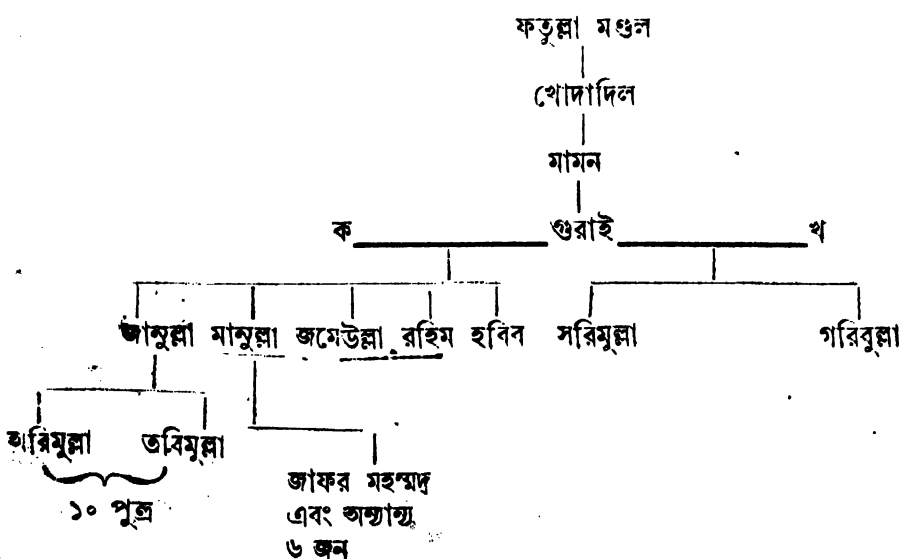 ফতুল্লা মণ্ডল
খোদাদিল
মামন
ক গুরাই খ
জানুল্লা মানুল্লা জমেউল্লা রহিম হবিব সরিমুল্লা গরিবুল্লা
তবিমুল্লা
১০ পুত্র
জাফর মহম্মদ
এবং অন্যান্য
৬ জন